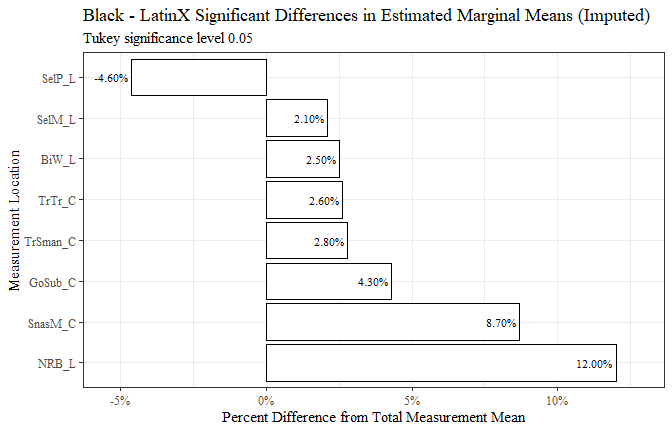 Black - LatinX Significant Differences in Estimated Marginal Means (Imputed)
Tukey significance level 0.05
Measurement Location
SelP_L -4.60%
SelM_L 2.10%
BiW_L 2.50%
TrTr_C 2.60%
TrSman_C 2.80%
GoSub_C 4.30%
SnasM_C 8.70%
NRB_L 12.00%
-5% 0% 5% 10%
Percent Difference from Total Measurement Mean